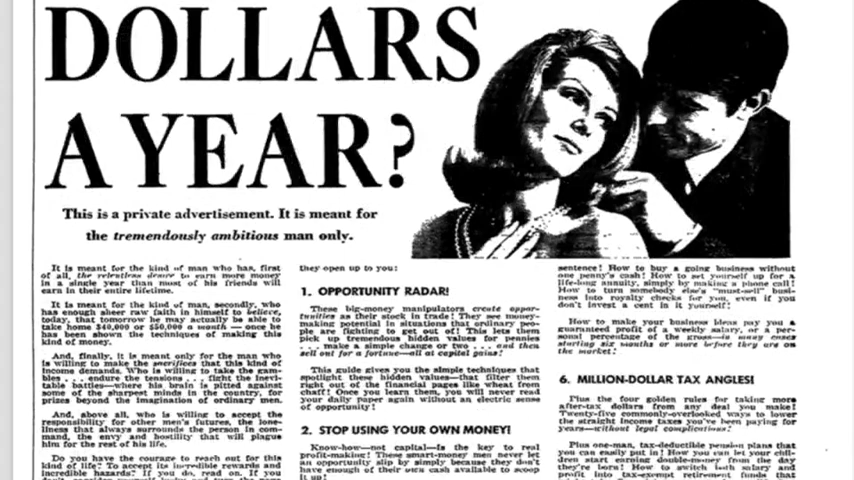 DOLLARS
A YEAR?
This is a private advertisement. It is meant for
the tremendously ambitious man only.
It is meant for the kind of man who has, first
of all, the relentless desire to earn more money
in a single year than most of his friends will
earn in their entire lifetime.
It is meant for the man, secondly, who
has enough sheer raw faith in himself to believe,
today, that tomorrow he may actually be able to
take home $40,000 or $50,000 a month — once he
has been shown the techniques of making this
kind of money.
And, finally, it is meant only for the man who
is willing to make the sacrifices that this kind of
income demands. Who is willing to take the gam-
bles . . . endure the tensions . . . fight the inevi-
table battles—where his brain is pitted against
some of the sharpest minds in the country, for
prizes beyond the imagination of ordinary men.
And, above all, who is willing to accept the
responsibility for other men's futures, the lone-
liness that always surrounds the person in com-
mand, the envy and hostility that will plague
him for the rest of his life.
Do you have the courage to reach out for this
kind of life? To accept its incredible rewards and
incredible hazards? If you do, read on. If you
they open up to you:
1. OPPORTUNITY RADAR!
These big-money manipulators create oppor-
tunities as their stock in trade! They see money-
making potential in situations that ordinary peo-
ple are fighting to get out of! This lets them
pick up tremendous hidden values for pennies
. . . make a simple change or two . . . and then
sell out for a fortune—all at capital gains!
This guide gives you the simple techniques that
spotlight these hidden values—that filter them
right out of the financial pages like wheat from
chaff! Once you learn them, you will never read
your daily paper again without an electric sense
of opportunity!
2. STOP USING YOUR OWN MONEY!
Know-how—not capital—is the key to real
profit-making! These smart-money men never let
an opportunity slip by simply because they don't
have enough of their own cash available to scoop
it up!
sentence! How to buy a going business without
one penny's cash! How to set yourself up for a
life-long annuity, simply by making a phone call!
How to turn somebody else's "must-sell" busi-
ness into royalty checks for you, even if you
don't invest a cent in it yourself!
How to make your business ideas pay you a
guaranteed profit of a weekly salary, or a per-
sonal percentage of the gross—in many cases
starting six months or more before they are on
the market!
6. MILLION-DOLLAR TAX ANGLES!
Plus the four golden rules for taking more
after-tax dollars from any deal you make!
Twenty-five commonly-overlooked ways to lower
the straight income taxes you've been paying for
years—without legal complications!
Plus one-man, tax-deductible pension plans that
you can easily put in! How you can let your chil-
dren start earning double-money from the day
they're born! How to switch both salary and
profit into tax-exempt retirement funds that